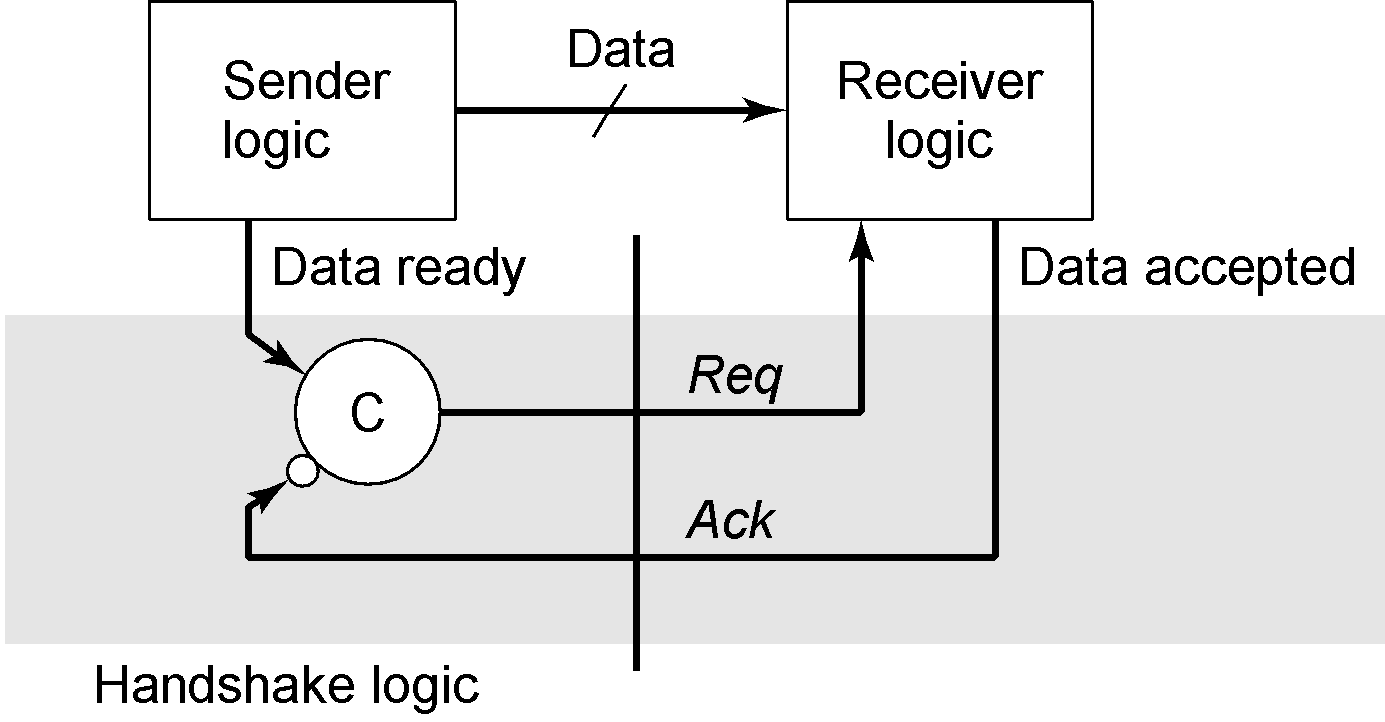 Sender
logic
Data
Receiver
logic
Data ready
Data accepted
C
Req
Ack
Handshake logic